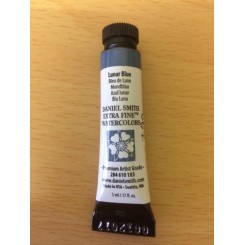 Lunar Blue
Bleu de Lune
Mondblau
Azul lunar
Blu Luna
DANIEL SMITH
EXTRA FINE™
WATERCOLORS
Premium Artist Grade
284 610 183
www.danielsmith.com
Made in USA - Seattle, WA
5 ml / .17 fl oz